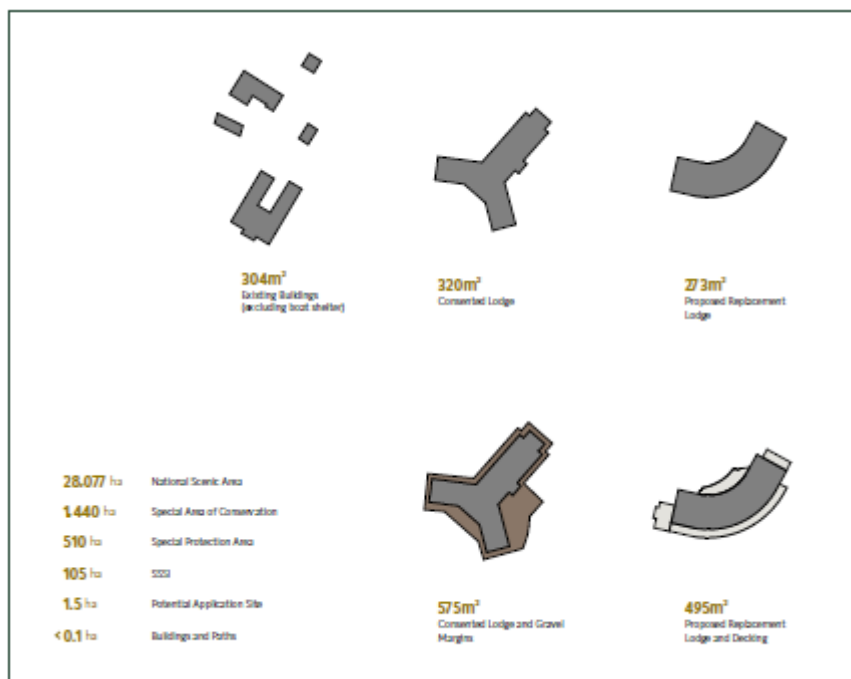 304m²
Existing Buildings
(excluding boat shelter)
320m²
Consented Lodge
273m²
Proposed Replacement
Lodge
28,077 ha National Scenic Area
1,440 ha Special Area of Conservation
510 ha Special Protection Area
105 ha SSSI
1.5 ha Potential Application Site
< 0.1 ha Buildings and Paths
575m²
Consented Lodge and Gravel
Margins
495m²
Proposed Replacement
Lodge and Decking